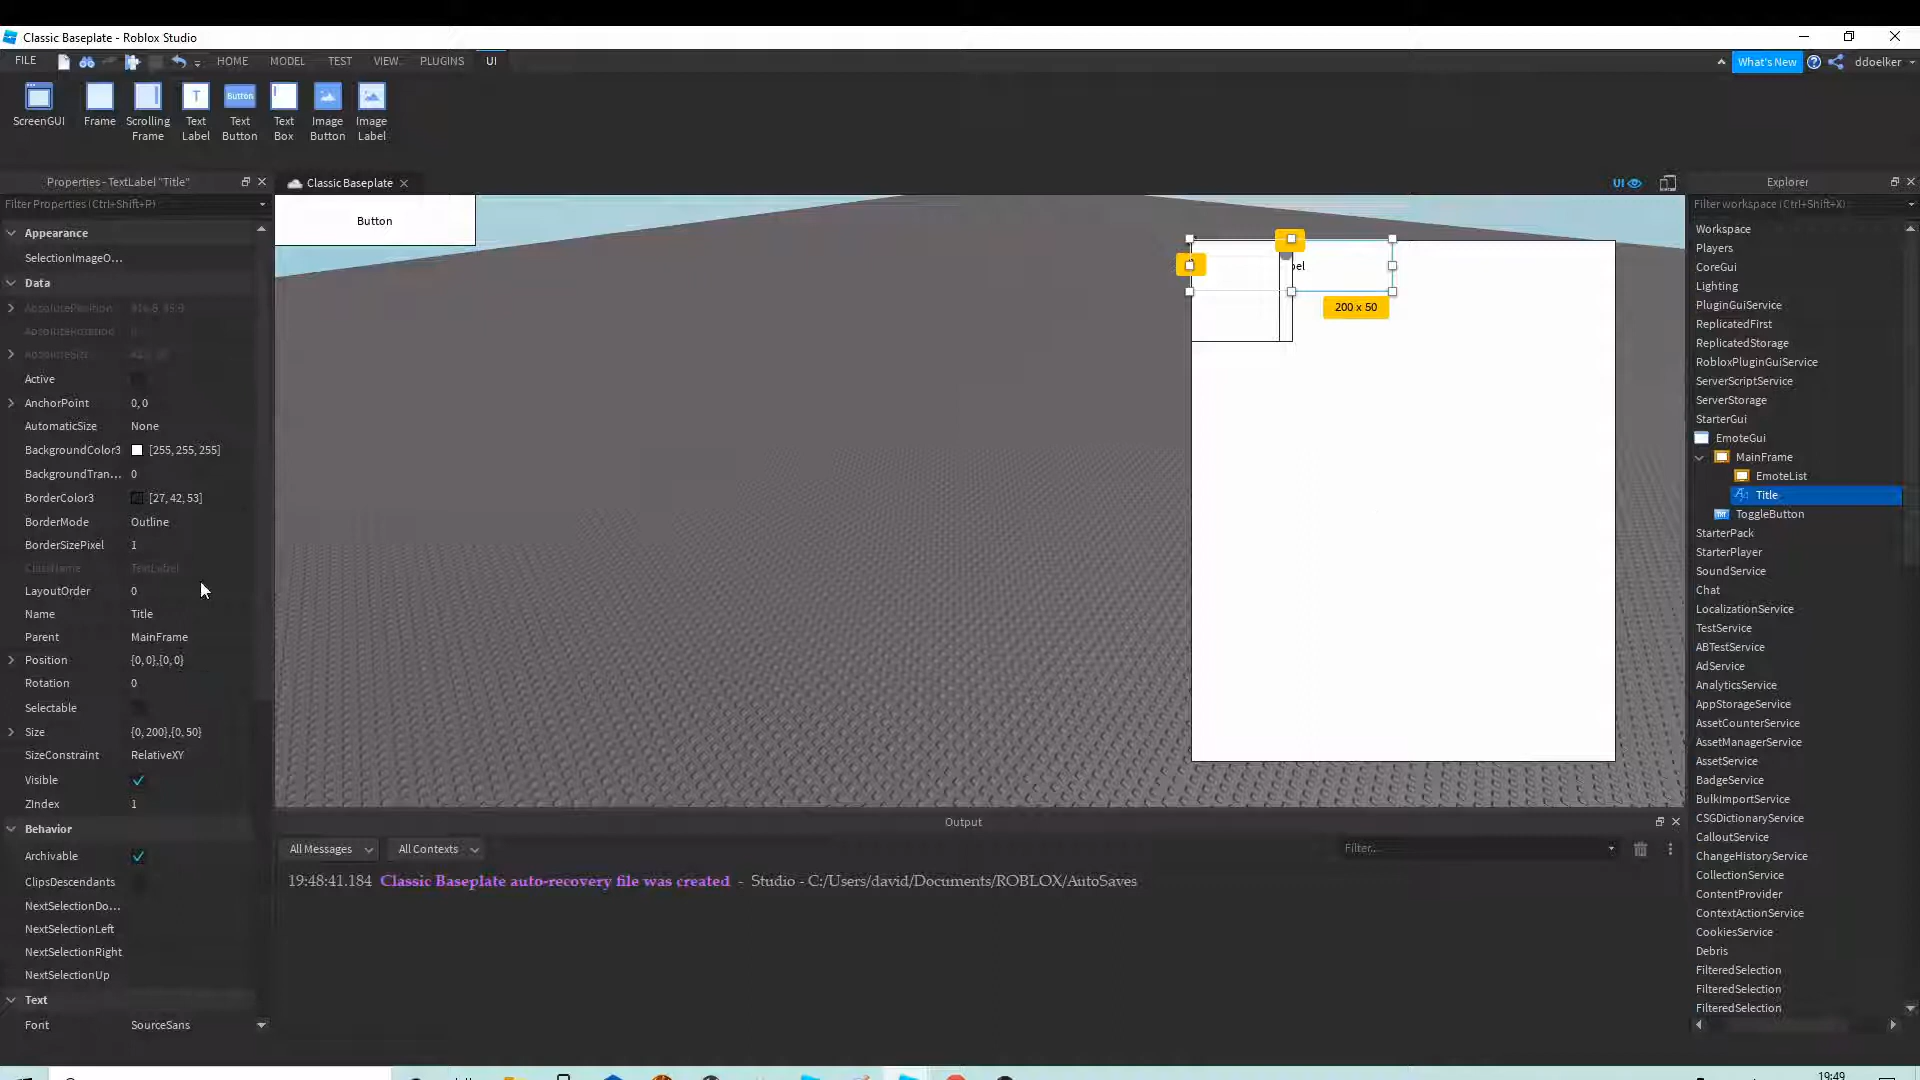 Classic Baseplate - Roblox Studio
FILE
HOME
MODEL
TEST
VIEW
PLUGINS
UI
What's New
ddoelker
ScreenGUI
Frame
Scrolling Frame
Text Label
Button
Text Button
Text Box
Image Button
Image Label
Properties - TextLabel "Title"
Classic Baseplate
UI
Explorer
Filter Properties (Ctrl+Shift+P)
Filter workspace (Ctrl+Shift+X)
Appearance
SelectionImageO...
Data
AbsolutePosition
AbsoluteRotation 0
AbsoluteSize
Active
AnchorPoint 0, 0
AutomaticSize None
BackgroundColor3 [255, 255, 255]
BackgroundTran... 0
BorderColor3 [27, 42, 53]
BorderMode Outline
BorderSizePixel 1
ClassName TextLabel
LayoutOrder 0
Name Title
Parent MainFrame
Position {0, 0},{0, 0}
Rotation 0
Selectable
Size {0, 200},{0, 50}
SizeConstraint RelativeXY
Visible
ZIndex 1
Behavior
Archivable
ClipsDescendants
NextSelectionDo...
NextSelectionLeft
NextSelectionRight
NextSelectionUp
Text
Font SourceSans
Button
bel
200 x 50
Output
All Messages
All Contexts
Filter...
19:48:41.184 Classic Baseplate auto-recovery file was created - Studio - C:/Users/david/Documents/ROBLOX/AutoSaves
Workspace
Players
CoreGui
Lighting
PluginGuiService
ReplicatedFirst
ReplicatedStorage
RobloxPluginGuiService
ServerScriptService
ServerStorage
StarterGui
EmoteGui
MainFrame
EmoteList
Title
ToggleButton
StarterPack
StarterPlayer
SoundService
Chat
LocalizationService
TestService
ABTestService
AdService
AnalyticsService
AppStorageService
AssetCounterService
AssetManagerService
AssetService
BadgeService
BulkImportService
CSGDictionaryService
CalloutService
ChangeHistoryService
CollectionService
ContentProvider
ContextActionService
CookiesService
Debris
FilteredSelection
FilteredSelection
FilteredSelection
19:49